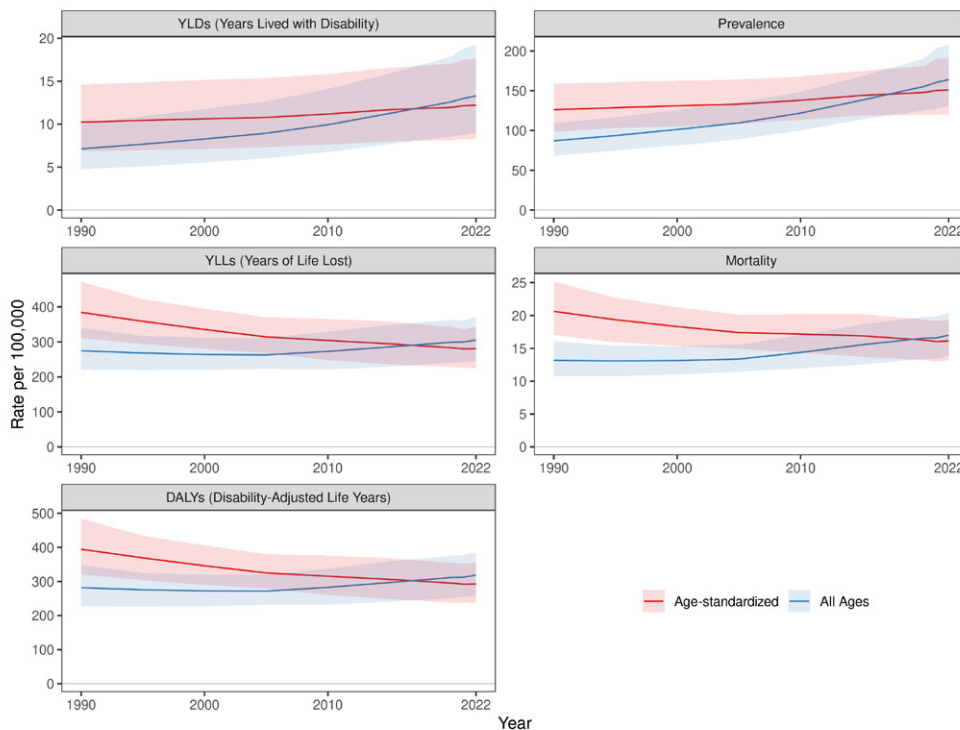 YLDs (Years Lived with Disability)
20
15
10
5
0
1990 2000 2010 2022
Prevalence
200
150
100
50
0
1990 2000 2010 2022
YLLs (Years of Life Lost)
400
300
200
100
0
1990 2000 2010 2022
Mortality
25
20
15
10
5
0
1990 2000 2010 2022
DALYs (Disability-Adjusted Life Years)
500
400
300
200
100
0
1990 2000 2010 2022
Rate per 100,000
Year
Age-standardized All Ages